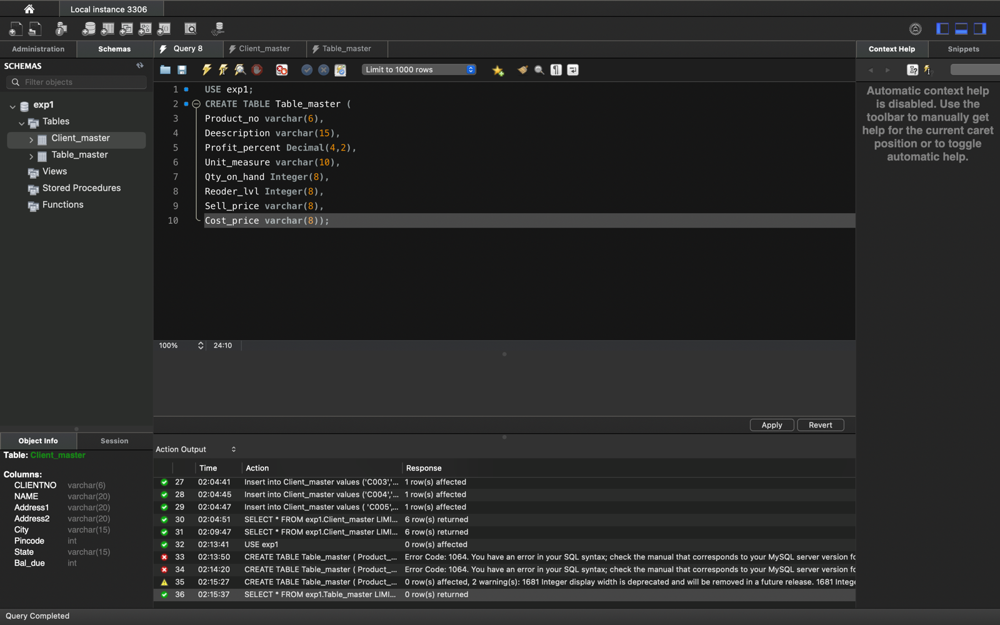 Local instance 3306
Administration
Schemas
Query 8
Client_master
Table_master
Context Help
Snippets
SCHEMAS
Filter objects
exp1
Tables
Client_master
Table_master
Views
Stored Procedures
Functions
Limit to 1000 rows
1 USE exp1;
2 CREATE TABLE Table_master (
3 Product_no varchar(6),
4 Deescription varchar(15),
5 Profit_percent Decimal(4,2),
6 Unit_measure varchar(10),
7 Qty_on_hand Integer(8),
8 Reoder_lvl Integer(8),
9 Sell_price varchar(8),
10 Cost_price varchar(8));
100% 24:10
Automatic context help
is disabled. Use the
toolbar to manually get
help for the current caret
position or to toggle
automatic help.
Apply
Revert
Object Info
Session
Table: Client_master
Columns:
CLIENTNO varchar(6)
NAME varchar(20)
Address1 varchar(20)
Address2 varchar(20)
City varchar(15)
Pincode int
State varchar(15)
Bal_due int
Action Output
Time Action Response
27 02:04:41 Insert into Client_master values ('C003','... 1 row(s) affected
28 02:04:45 Insert into Client_master values ('C004','... 1 row(s) affected
29 02:04:47 Insert into Client_master values ( 'C005',... 1 row(s) affected
30 02:04:51 SELECT * FROM exp1.Client_master LIMI... 6 row(s) returned
31 02:09:47 SELECT * FROM exp1.Client_master LIMI... 6 row(s) returned
32 02:13:41 USE exp1 0 row(s) affected
33 02:13:50 CREATE TABLE Table_master ( Product_... Error Code: 1064. You have an error in your SQL syntax; check the manual that corresponds to your MySQL server version fo
34 02:14:20 CREATE TABLE Table_master ( Product_... Error Code: 1064. You have an error in your SQL syntax; check the manual that corresponds to your MySQL server version fo
35 02:15:27 CREATE TABLE Table_master ( Product_... 0 row(s) affected, 2 warning(s): 1681 Integer display width is deprecated and will be removed in a future release. 1681 Intege
36 02:15:37 SELECT * FROM exp1.Table_master LIMI... 0 row(s) returned
Query Completed